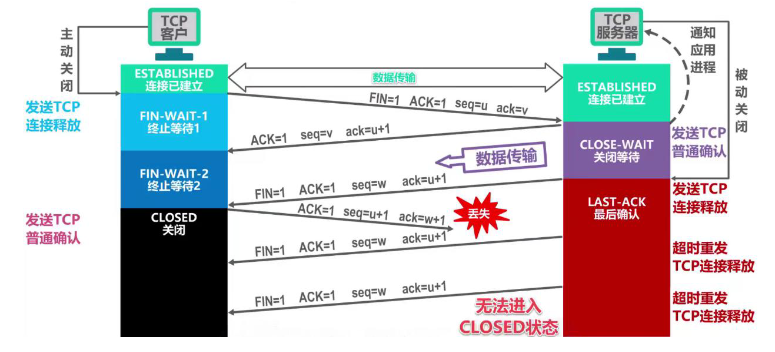 TCP
客户
TCP
服务器
主动关闭
通知
应用
进程
被动关闭
ESTABLISHED
连接已建立
数据传输
ESTABLISHED
连接已建立
FIN=1 ACK=1 seq=u ack=v
发送TCP
连接释放
FIN-WAIT-1
终止等待1
ACK=1 seq=v ack=u+1
CLOSE-WAIT
关闭等待
发送TCP
普通确认
数据传输
FIN-WAIT-2
终止等待2
FIN=1 ACK=1 seq=w ack=u+1
LAST-ACK
最后确认
发送TCP
连接释放
发送TCP
普通确认
CLOSED
关闭
ACK=1 seq=u+1 ack=w+1
丢失
FIN=1 ACK=1 seq=w ack=u+1
超时重发
TCP连接释放
FIN=1 ACK=1 seq=w ack=u+1
无法进入
CLOSED状态
超时重发
TCP连接释放